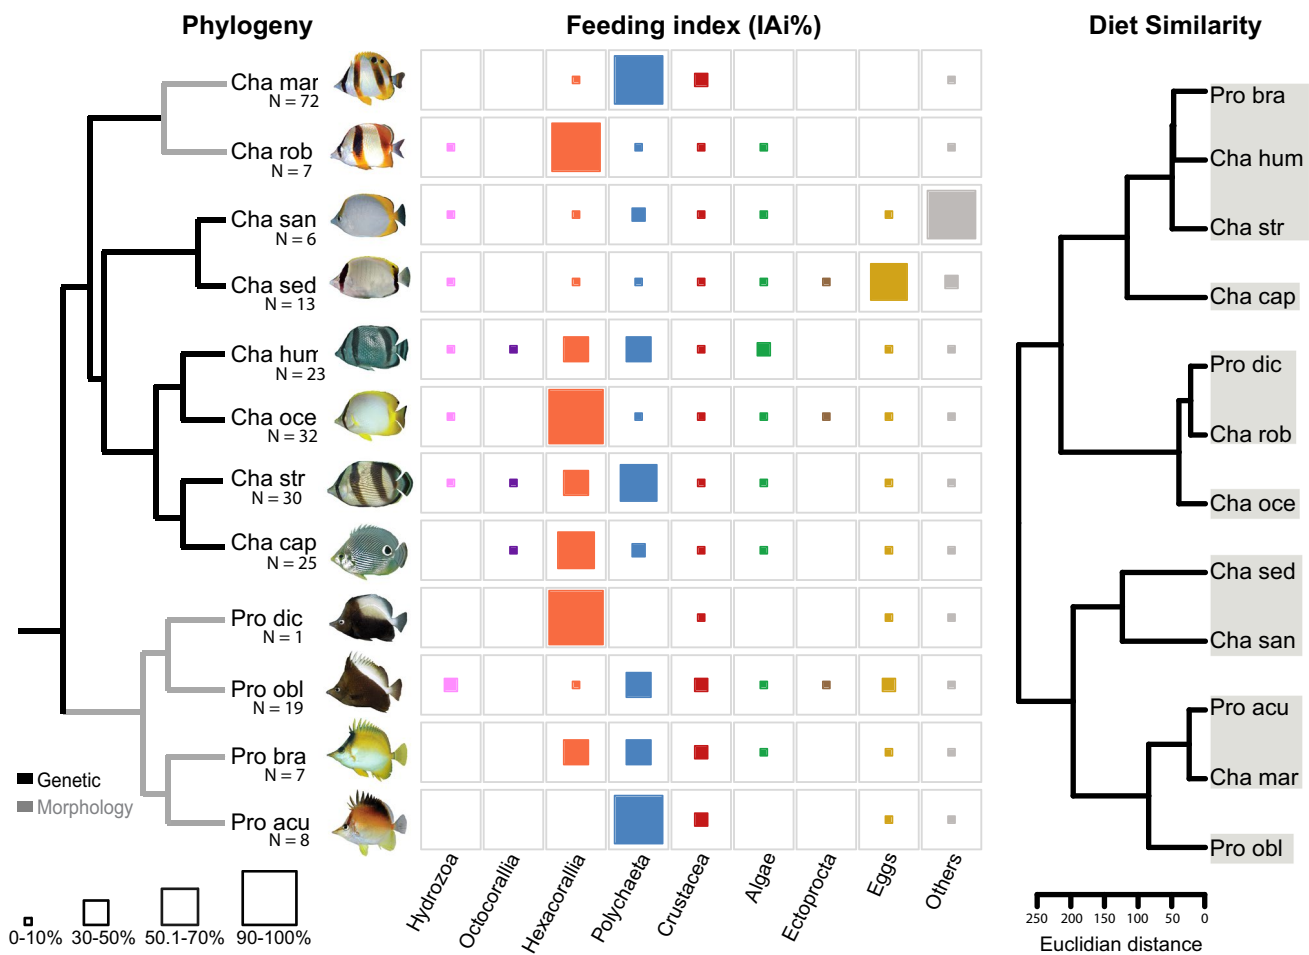 Phylogeny
Feeding index (IAi%)
Diet Similarity
Cha mar
N = 72
Cha rob
N = 7
Cha san
N = 6
Cha sed
N = 13
Cha hum
N = 23
Cha oce
N = 32
Cha str
N = 30
Cha cap
N = 25
Pro dic
N = 1
Pro obl
N = 19
Pro bra
N = 7
Pro acu
N = 8
Genetic
Morphology
0-10%
30-50%
50.1-70%
90-100%
Hydrozoa
Octocorallia
Hexacorallia
Polychaeta
Crustacea
Algae
Ectoprocta
Eggs
Others
Pro bra
Cha hum
Cha str
Cha cap
Pro dic
Cha rob
Cha oce
Cha sed
Cha san
Pro acu
Cha mar
Pro obl
250 200 150 100 50 0
Euclidian distance